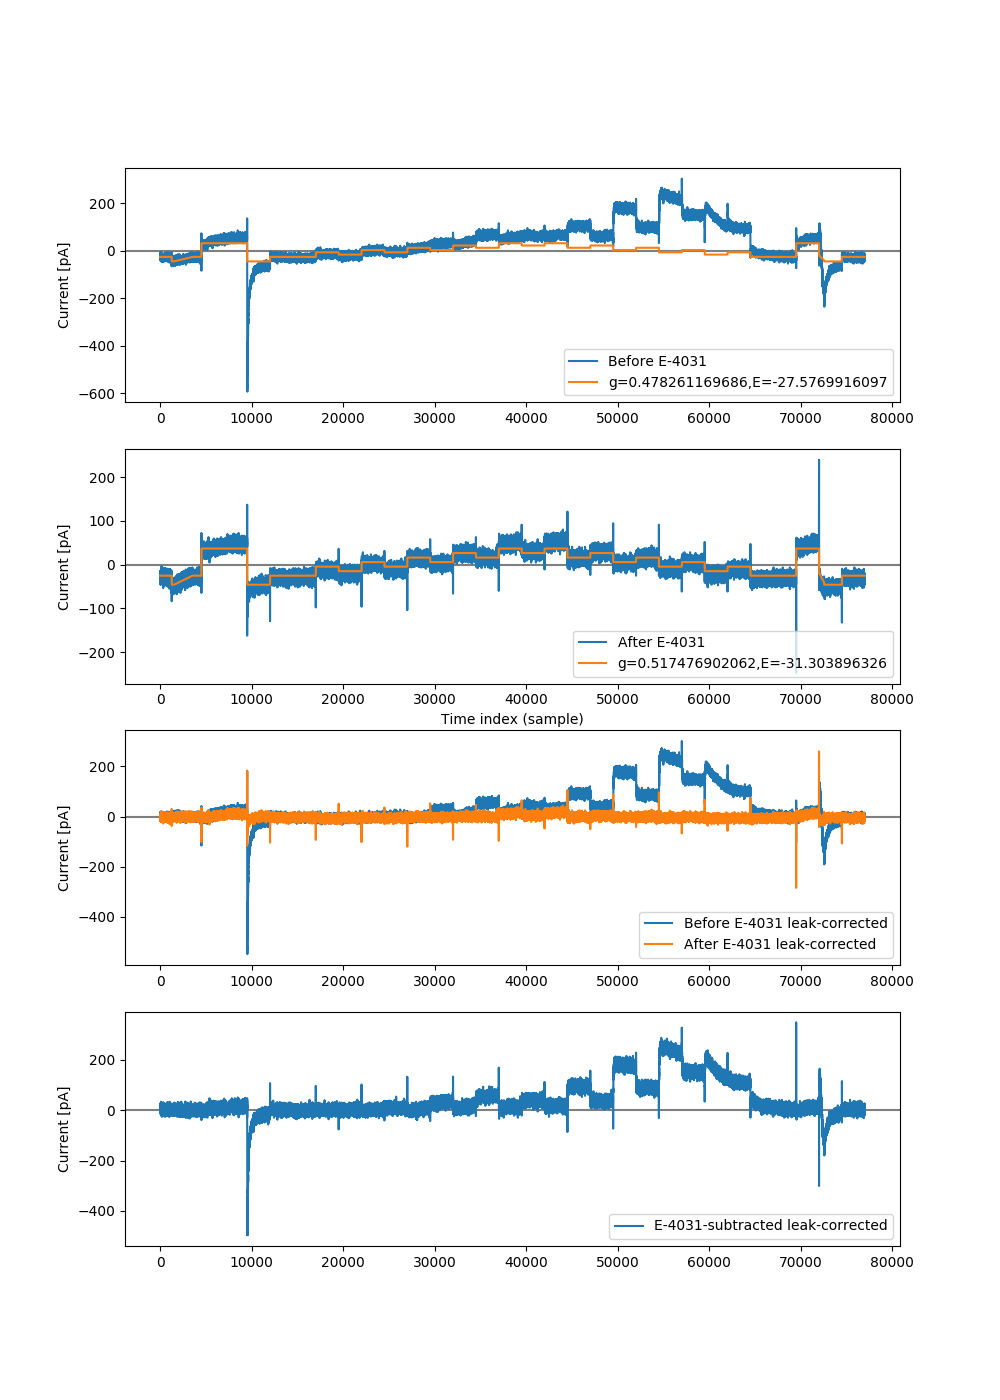 200
0
−200
−400
−600
Current [pA]
Before E-4031
g=0.478261169686,E=-27.5769916097
0 10000 20000 30000 40000 50000 60000 70000 80000
200
100
0
−100
−200
Current [pA]
After E-4031
g=0.517476902062,E=-31.303896326
0 10000 20000 30000 40000 50000 60000 70000 80000
Time index (sample)
200
0
−200
−400
Current [pA]
Before E-4031 leak-corrected
After E-4031 leak-corrected
0 10000 20000 30000 40000 50000 60000 70000 80000
200
0
−200
−400
Current [pA]
E-4031-subtracted leak-corrected
0 10000 20000 30000 40000 50000 60000 70000 80000